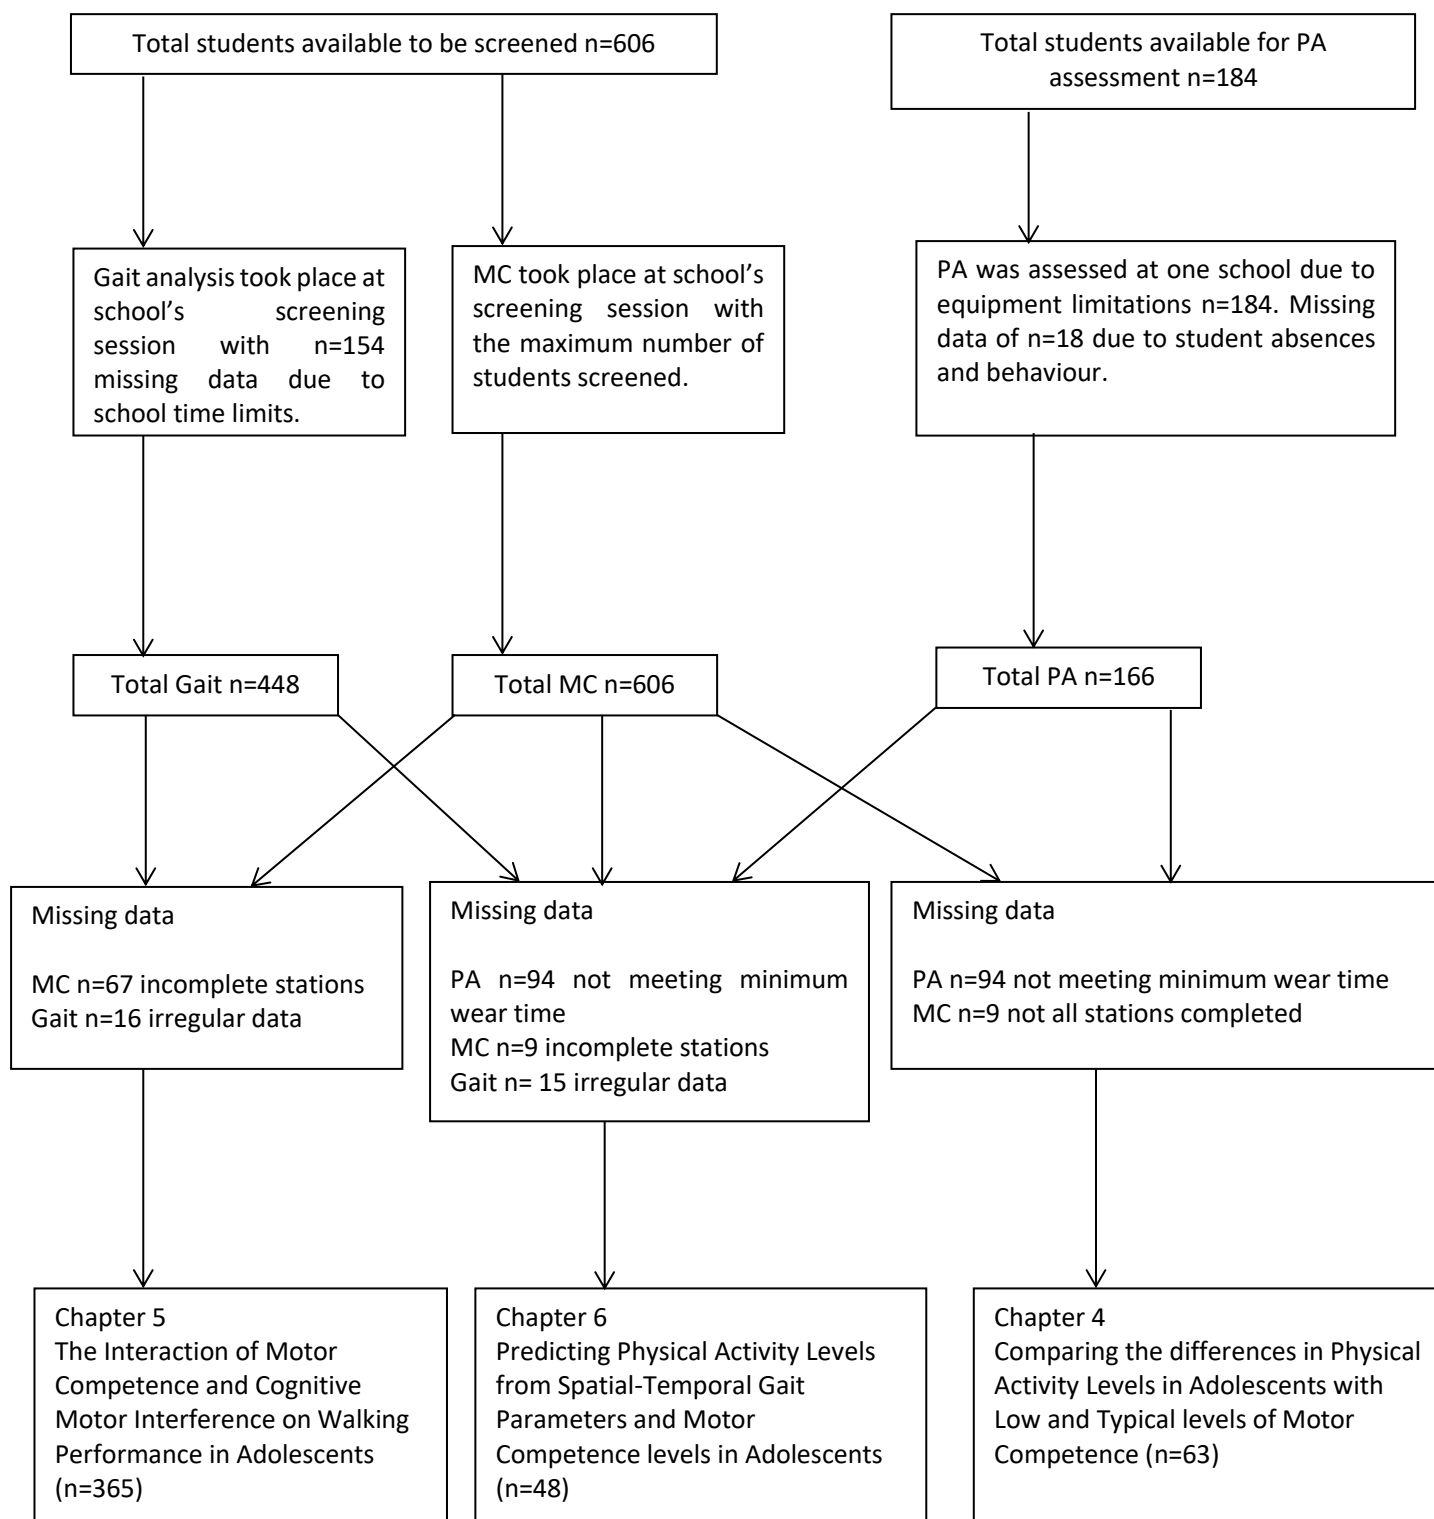 Total students available to be screened n=606
Total students available for PA
assessment n=184
Gait analysis took place at
school’s screening
session with n=154
missing data due to
school time limits.
MC took place at school’s
screening session with
the maximum number of
students screened.
PA was assessed at one school due to
equipment limitations n=184. Missing
data of n=18 due to student absences
and behaviour.
Total Gait n=448
Total MC n=606
Total PA n=166
Missing data
MC n=67 incomplete stations
Gait n=16 irregular data
Missing data
PA n=94 not meeting minimum
wear time
MC n=9 incomplete stations
Gait n= 15 irregular data
Missing data
PA n=94 not meeting minimum wear time
MC n=9 not all stations completed
Chapter 5
The Interaction of Motor
Competence and Cognitive
Motor Interference on Walking
Performance in Adolescents
(n=365)
Chapter 6
Predicting Physical Activity Levels
from Spatial-Temporal Gait
Parameters and Motor
Competence levels in Adolescents
(n=48)
Chapter 4
Comparing the differences in Physical
Activity Levels in Adolescents with
Low and Typical levels of Motor
Competence (n=63)